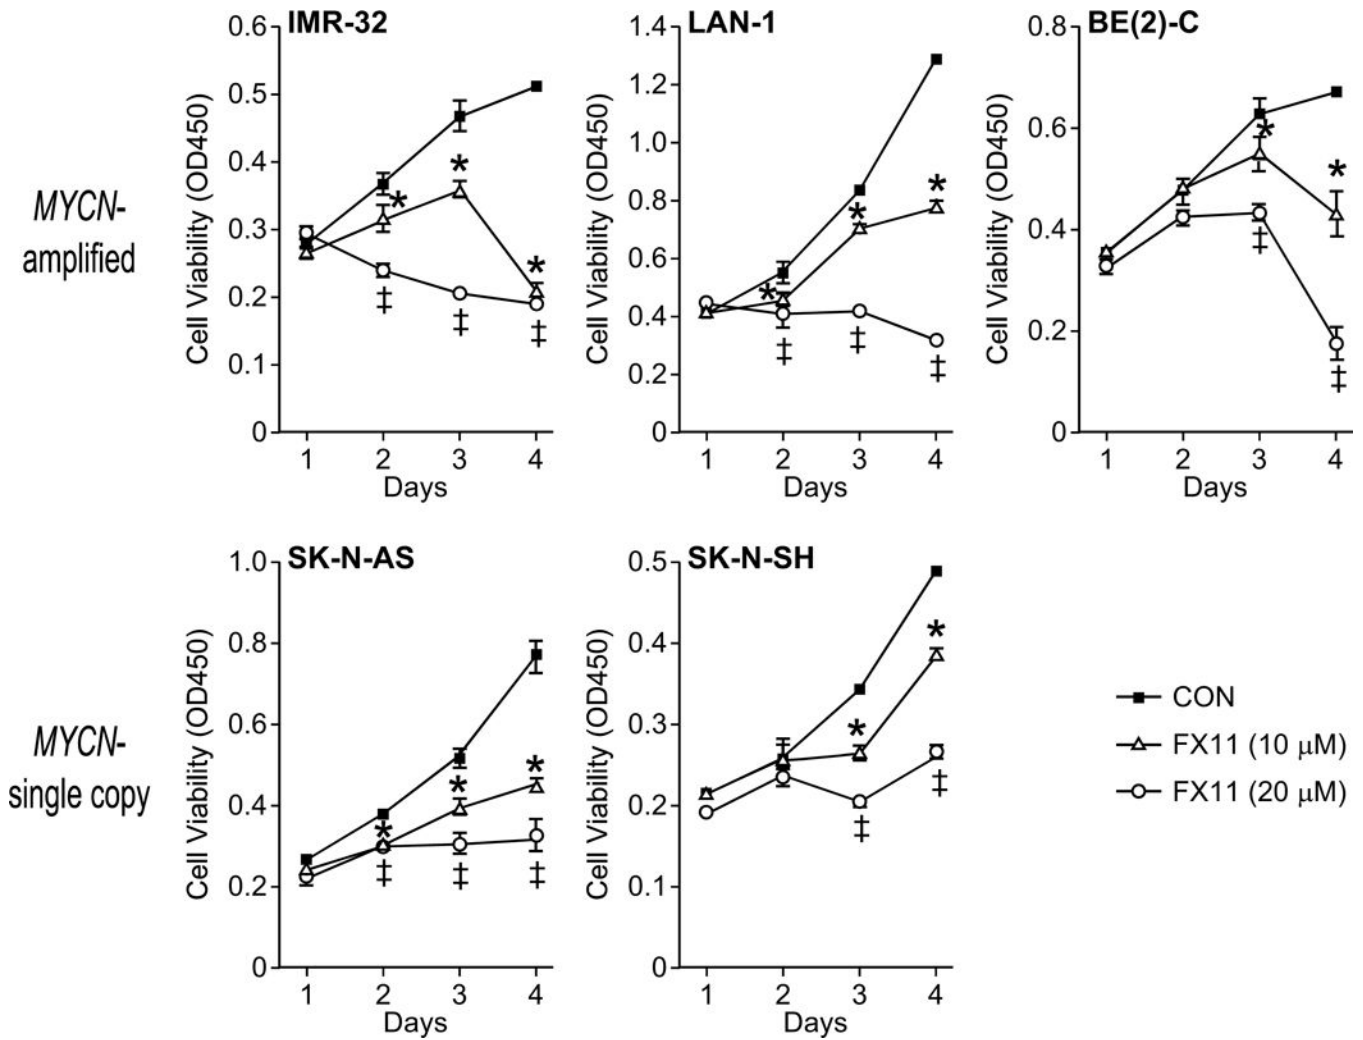 MYCN-
amplified
IMR-32
Cell Viability (OD450)
0.6
0.5
0.4
0.3
0.2
0.1
0
* * *
‡ ‡ ‡
1 2 3 4
Days
LAN-1
Cell Viability (OD450)
1.4
1.2
1.0
0.8
0.6
0.4
0.2
0
* * *
‡ ‡ ‡
1 2 3 4
Days
BE(2)-C
Cell Viability (OD450)
0.8
0.6
0.4
0.2
0
* *
‡ ‡
1 2 3 4
Days
MYCN-
single copy
SK-N-AS
Cell Viability (OD450)
1.0
0.8
0.6
0.4
0.2
0
* * *
‡ ‡ ‡
1 2 3 4
Days
SK-N-SH
Cell Viability (OD450)
0.5
0.4
0.3
0.2
0.1
0
* *
‡ ‡
1 2 3 4
Days
CON
FX11 (10 μM)
FX11 (20 μM)